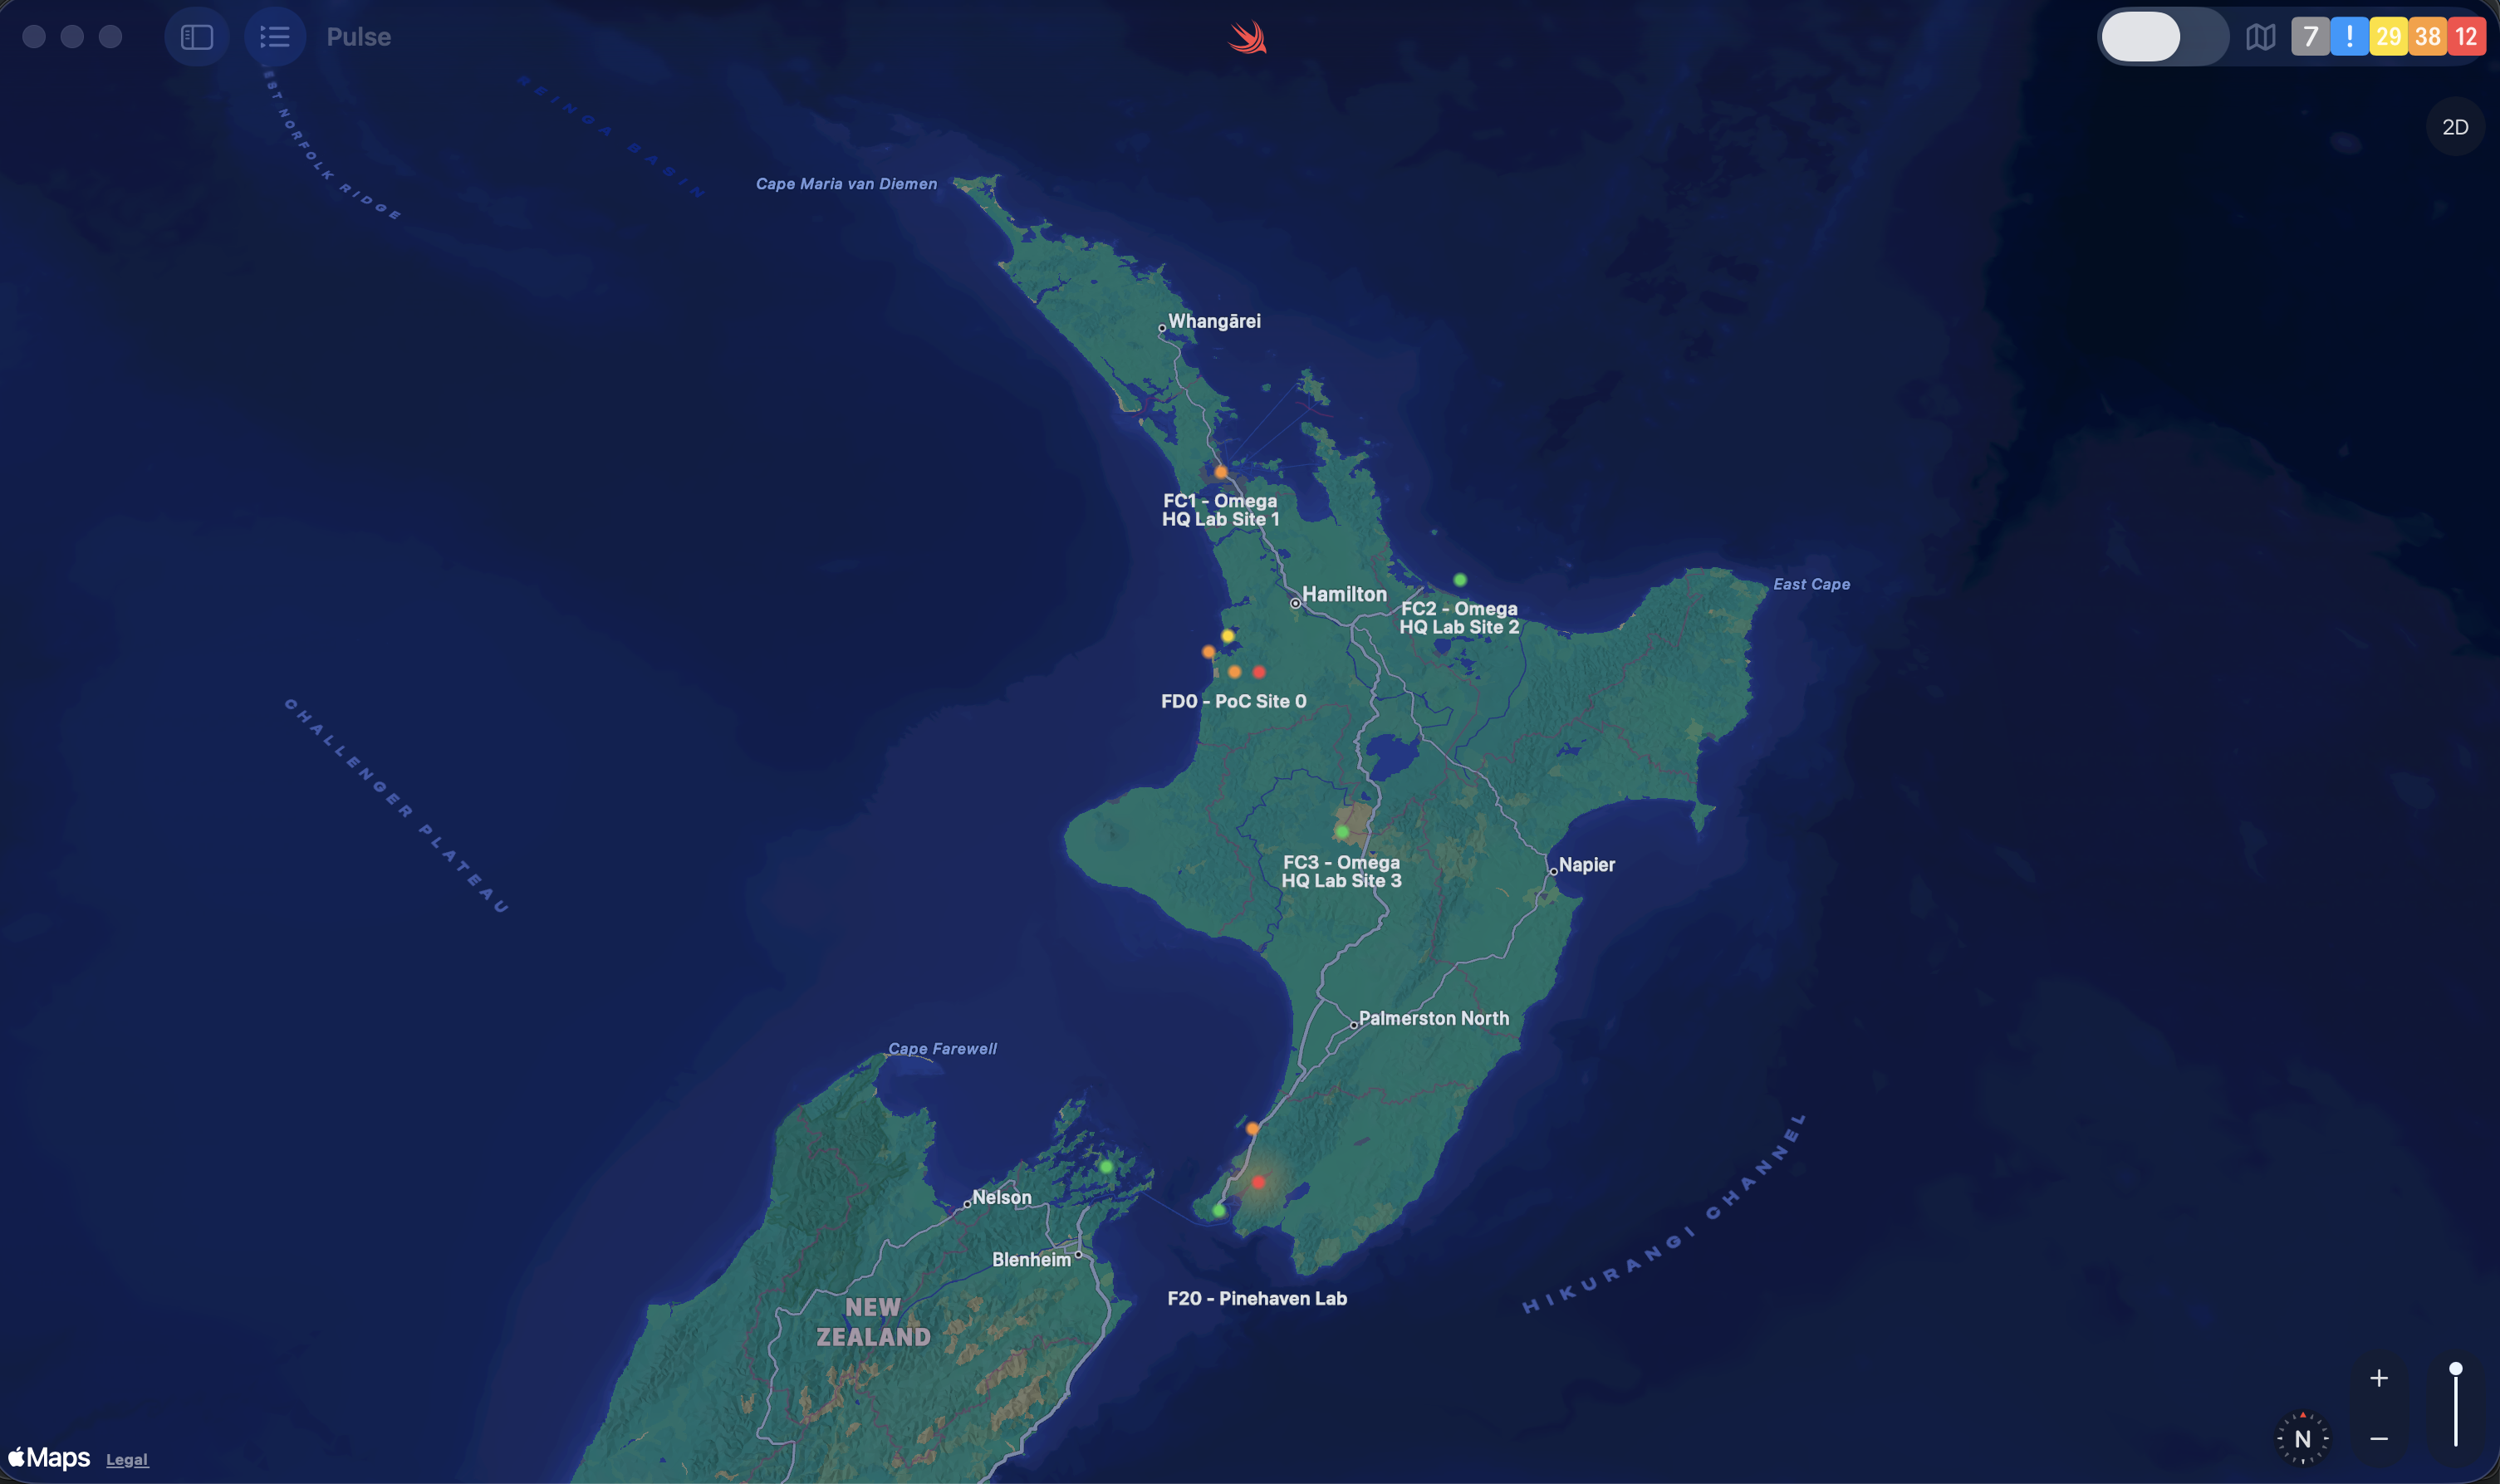 Pulse
7 ! 29 38 12
2D
EST NORFOLK RIDGE
REINGA BASIN
Cape Maria van Diemen
Whangārei
FC1 - Omega
HQ Lab Site 1
Hamilton
FC2 - Omega
HQ Lab Site 2
East Cape
FD0 - PoC Site 0
CHALLENGER PLATEAU
FC3 - Omega
HQ Lab Site 3
Napier
Palmerston North
Cape Farewell
Nelson
Blenheim
HIKURANGI CHANNEL
F20 - Pinehaven Lab
NEW
ZEALAND
+
−
N
Maps Legal